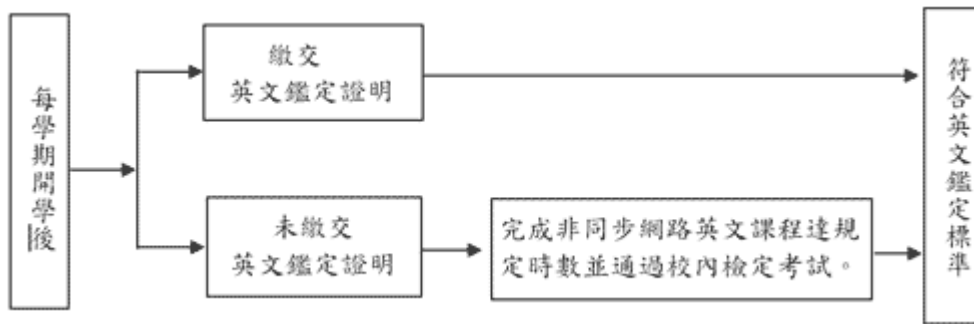 每學期開學後
繳交
英文鑑定證明
未繳交
英文鑑定證明
完成非同步網路英文課程達規
定時數並通過校內檢定考試。
符合英文鑑定標準